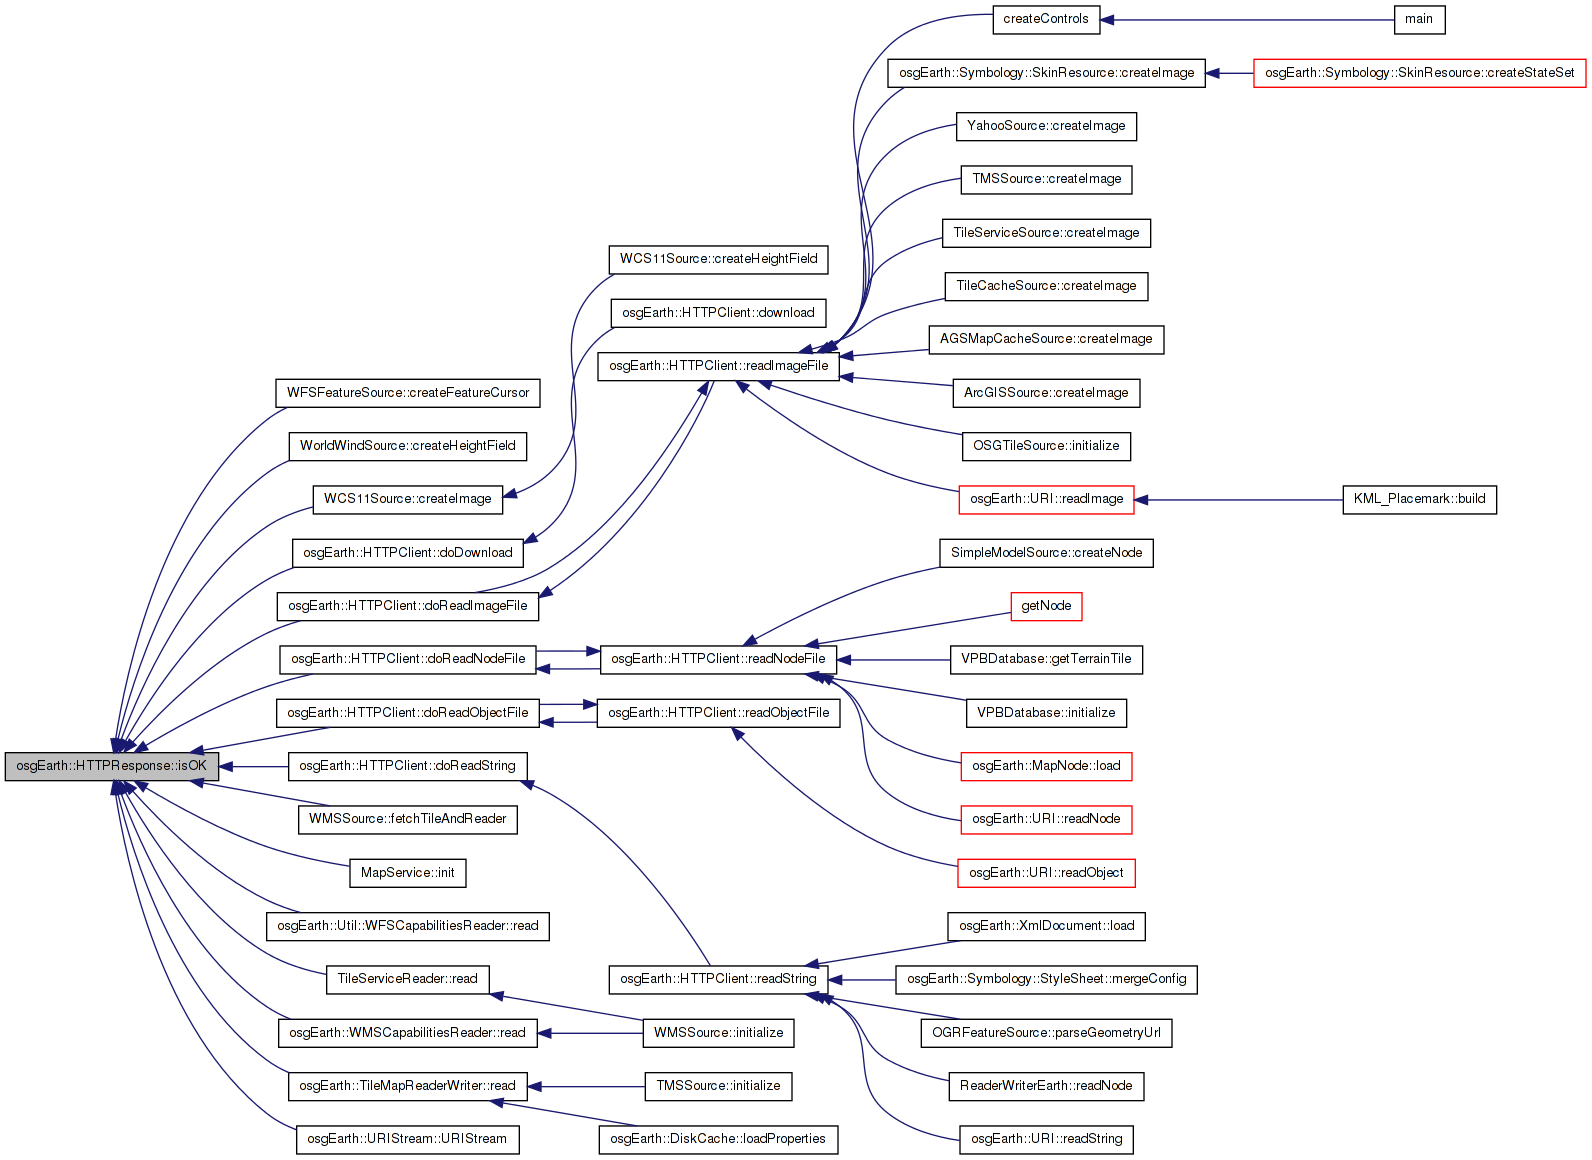 createControls
main
osgEarth::Symbology::SkinResource::createImage
osgEarth::Symbology::SkinResource::createStateSet
YahooSource::createImage
TMSSource::createImage
TileServiceSource::createImage
WCS11Source::createHeightField
TileCacheSource::createImage
osgEarth::HTTPClient::download
AGSMapCacheSource::createImage
osgEarth::HTTPClient::readImageFile
WFSFeatureSource::createFeatureCursor
ArcGISSource::createImage
WorldWindSource::createHeightField
OSGTileSource::initialize
WCS11Source::createImage
osgEarth::URI::readImage
KML_Placemark::build
osgEarth::HTTPClient::doDownload
SimpleModelSource::createNode
osgEarth::HTTPClient::doReadImageFile
getNode
osgEarth::HTTPClient::doReadNodeFile
osgEarth::HTTPClient::readNodeFile
VPBDatabase::getTerrainTile
osgEarth::HTTPClient::doReadObjectFile
osgEarth::HTTPClient::readObjectFile
VPBDatabase::initialize
osgEarth::HTTPResponse::isOK
osgEarth::HTTPClient::doReadString
osgEarth::MapNode::load
WMSSource::fetchTileAndReader
osgEarth::URI::readNode
MapService::init
osgEarth::URI::readObject
osgEarth::Util::WFSCapabilitiesReader::read
osgEarth::XmlDocument::load
TileServiceReader::read
osgEarth::HTTPClient::readString
osgEarth::Symbology::StyleSheet::mergeConfig
osgEarth::WMSCapabilitiesReader::read
WMSSource::initialize
OGRFeatureSource::parseGeometryUrl
osgEarth::TileMapReaderWriter::read
TMSSource::initialize
ReaderWriterEarth::readNode
osgEarth::URIStream::URIStream
osgEarth::DiskCache::loadProperties
osgEarth::URI::readString